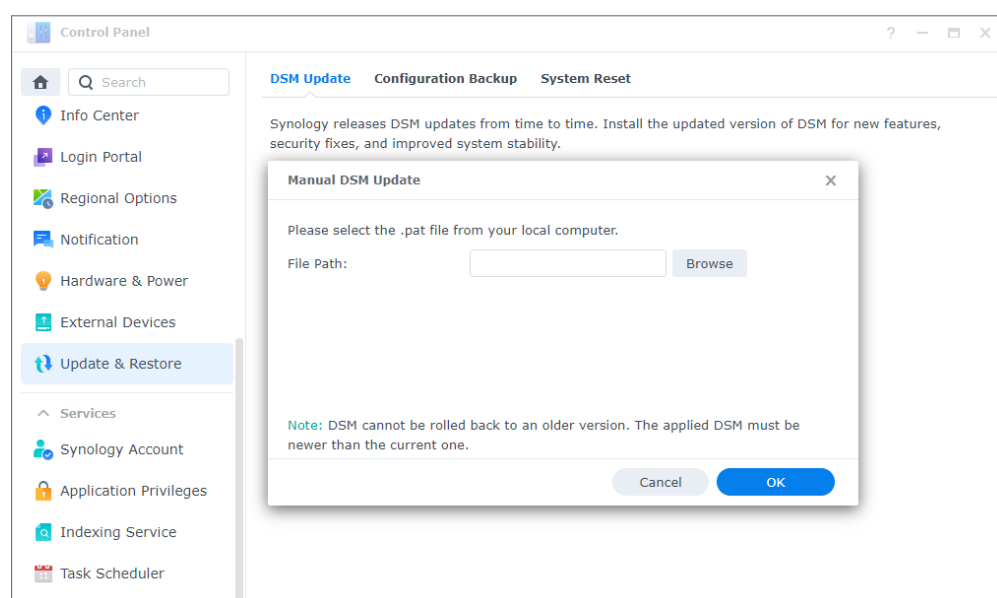 Control Panel
Search
Info Center
Login Portal
Regional Options
Notification
Hardware & Power
External Devices
Update & Restore
Services
Synology Account
Application Privileges
Indexing Service
Task Scheduler
DSM Update Configuration Backup System Reset
Synology releases DSM updates from time to time. Install the updated version of DSM for new features,
security fixes, and improved system stability.
Manual DSM Update
Please select the .pat file from your local computer.
File Path: Browse
Note: DSM cannot be rolled back to an older version. The applied DSM must be
newer than the current one.
Cancel OK